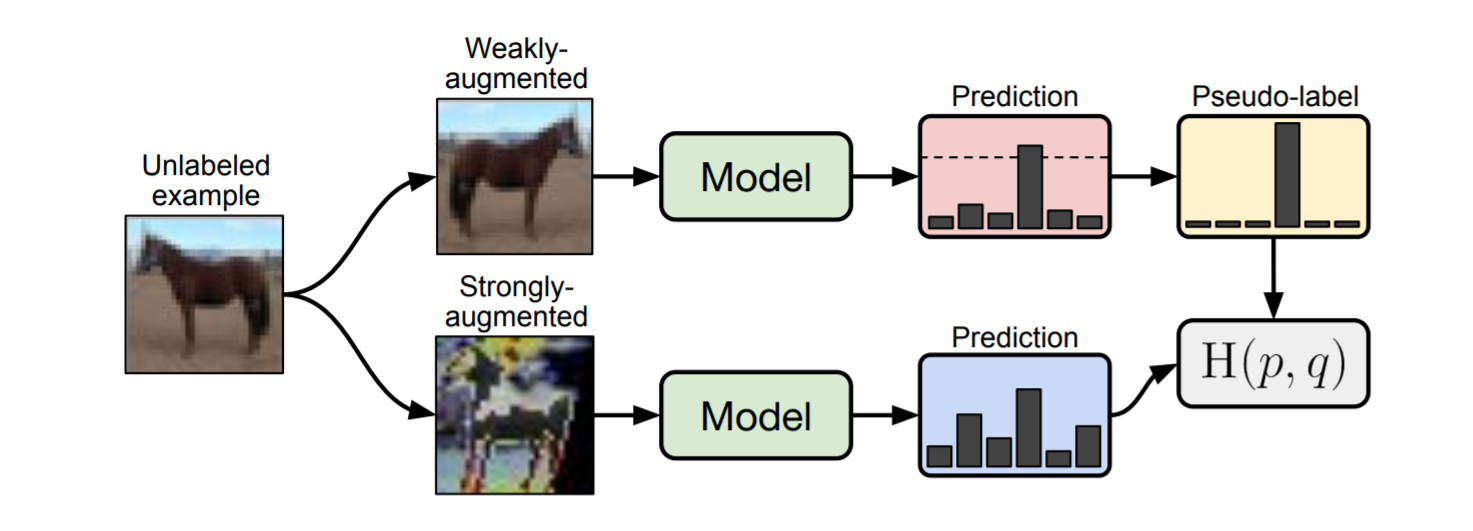 Unlabeled
example
Weakly-
augmented
Model
Prediction
Pseudo-label
Strongly-
augmented
Model
Prediction
H(p, q)